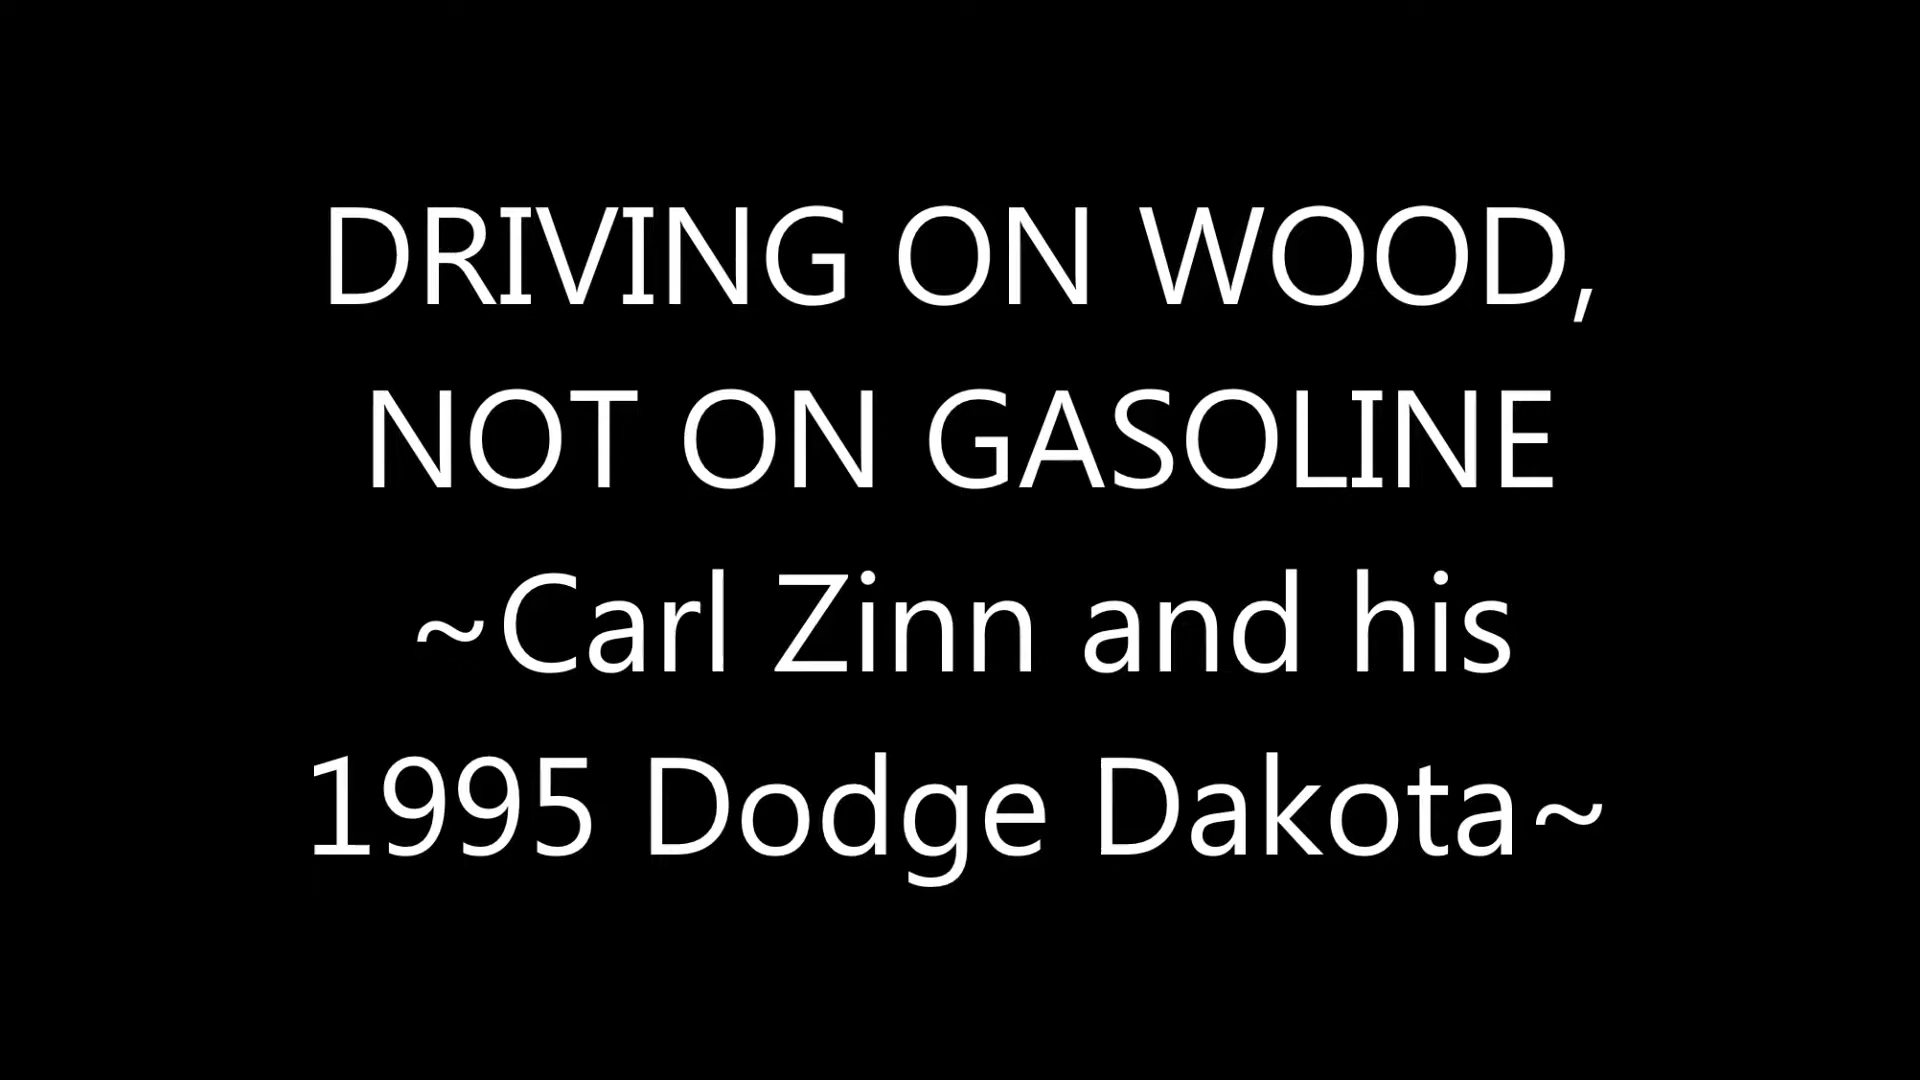 DRIVING ON WOOD,
NOT ON GASOLINE
~Carl Zinn and his
1995 Dodge Dakota~